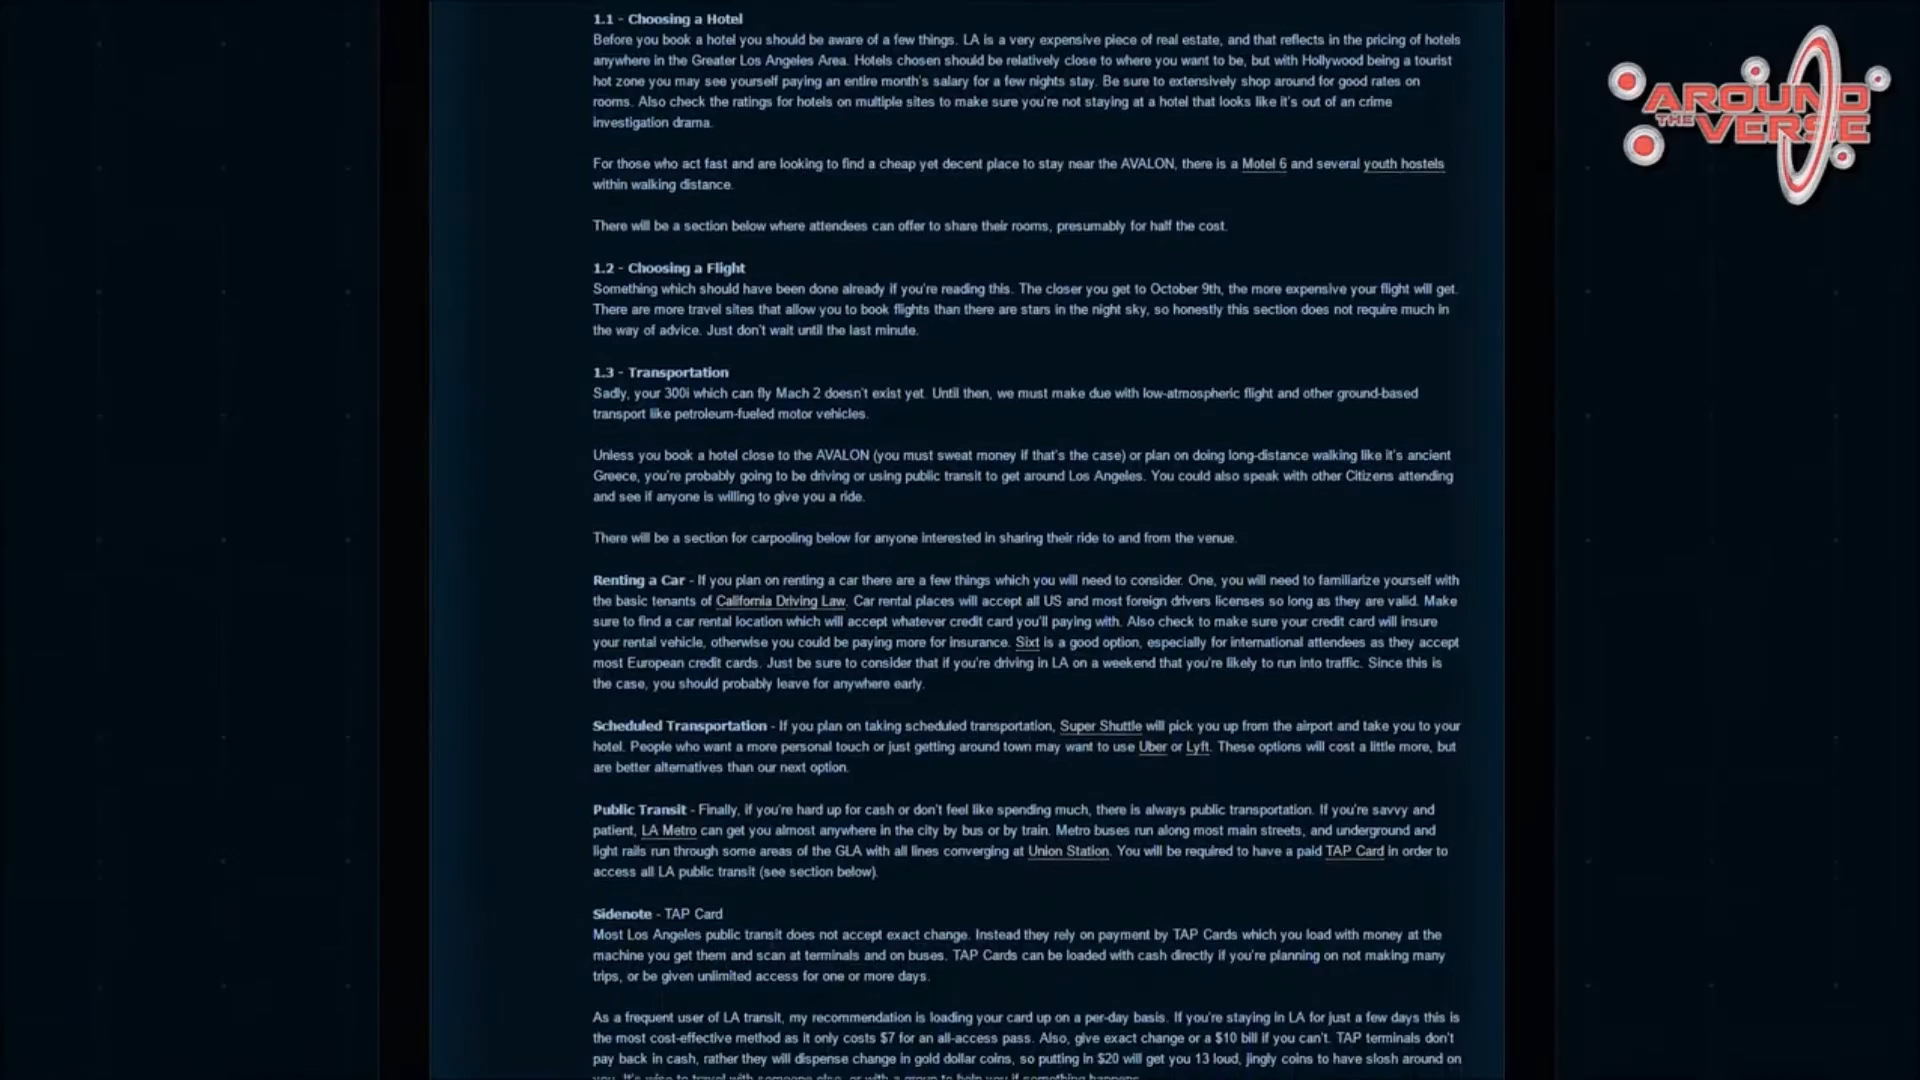 1.1 - Choosing a Hotel
Before you book a hotel you should be aware of a few things. LA is a very expensive piece of real estate, and that reflects in the pricing of hotels
anywhere in the Greater Los Angeles Area. Hotels chosen should be relatively close to where you want to be, but with Hollywood being a tourist
hot zone you may see yourself paying an entire month's salary for a few nights stay. Be sure to extensively shop around for good rates on
rooms. Also check the ratings for hotels on multiple sites to make sure you're not staying at a hotel that looks like it's out of an crime
investigation drama.
For those who act fast and are looking to find a cheap yet decent place to stay near the AVALON, there is a Motel 6 and several youth hostels
within walking distance.
There will be a section below where attendees can offer to share their rooms, presumably for half the cost.
1.2 - Choosing a Flight
Something which should have been done already if you're reading this. The closer you get to October 9th, the more expensive your flight will get.
There are more travel sites that allow you to book flights than there are stars in the night sky, so honestly this section does not require much in
the way of advice. Just don't wait until the last minute.
1.3 - Transportation
Sadly, your 300i which can fly Mach 2 doesn't exist yet. Until then, we must make due with low-atmospheric flight and other ground-based
transport like petroleum-fueled motor vehicles.
Unless you book a hotel close to the AVALON (you must sweat money if that's the case) or plan on doing long-distance walking like it's ancient
Greece, you're probably going to be driving or using public transit to get around Los Angeles. You could also speak with other Citizens attending
and see if anyone is willing to give you a ride.
There will be a section for carpooling below for anyone interested in sharing their ride to and from the venue.
Renting a Car - If you plan on renting a car there are a few things which you will need to consider. One, you will need to familiarize yourself with
the basic tenants of California Driving Law. Car rental places will accept all US and most foreign drivers licenses so long as they are valid. Make
sure to find a car rental location which will accept whatever credit card you'll paying with. Also check to make sure your credit card will insure
your rental vehicle, otherwise you could be paying more for insurance. Sixt is a good option, especially for international attendees as they accept
most European credit cards. Just be sure to consider that if you're driving in LA on a weekend that you're likely to run into traffic. Since this is
the case, you should probably leave for anywhere early.
Scheduled Transportation - If you plan on taking scheduled transportation, Super Shuttle will pick you up from the airport and take you to your
hotel. People who want a more personal touch or just getting around town may want to use Uber or Lyft. These options will cost a little more, but
are better alternatives than our next option.
Public Transit - Finally, if you're hard up for cash or don't feel like spending much, there is always public transportation. If you're savvy and
patient, LA Metro can get you almost anywhere in the city by bus or by train. Metro buses run along most main streets, and underground and
light rails run through some areas of the GLA with all lines converging at Union Station. You will be required to have a paid TAP Card in order to
access all LA public transit (see section below).
Sidenote - TAP Card
Most Los Angeles public transit does not accept exact change. Instead they rely on payment by TAP Cards which you load with money at the
machine you get them and scan at terminals and on buses. TAP Cards can be loaded with cash directly if you're planning on not making many
trips, or be given unlimited access for one or more days.
As a frequent user of LA transit, my recommendation is loading your card up on a per-day basis. If you're staying in LA for just a few days this is
the most cost-effective method as it only costs $7 for an all-access pass. Also, give exact change or a $10 bill if you can't. TAP terminals don't
pay back in cash, rather they will dispense change in gold dollar coins, so putting in $20 will get you 13 loud, jingly coins to have slosh around on
you. It's wise to travel with someone else, or with a group to help you if something happens.
AROUND
THE VERSE